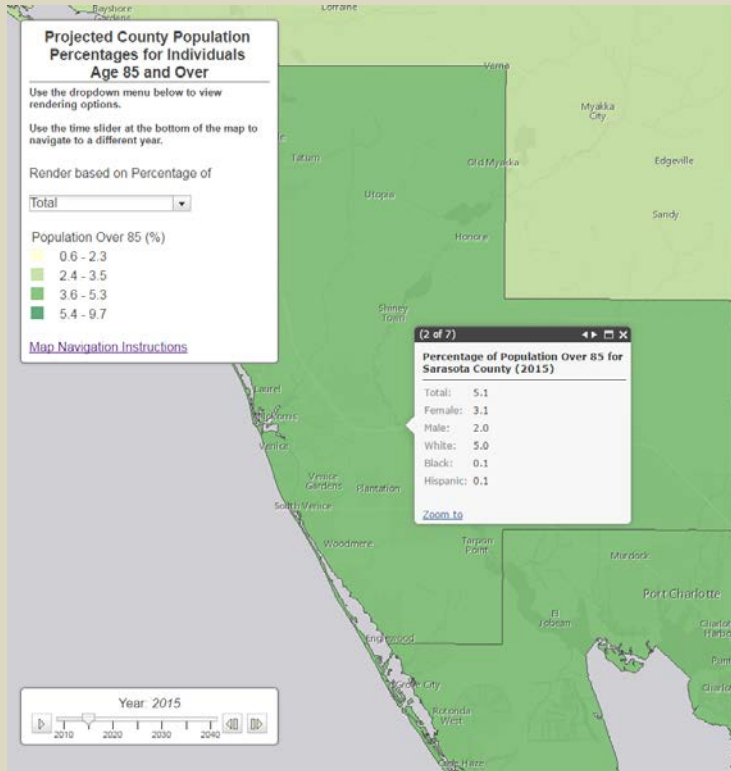 Bayshore
Gardens
Lorraine
Projected County Population
Percentages for Individuals
Age 85 and Over
Use the dropdown menu below to view
rendering options.
Use the time slider at the bottom of the map to
navigate to a different year.
Render based on Percentage of
Total
Population Over 85 (%)
0.6 - 2.3
2.4 - 3.5
3.6 - 5.3
5.4 - 9.7
Map Navigation Instructions
Verna
Myakka
City
Tatum
Old Myakka
Edgeville
Utopia
Sandy
Honore
Shiney
Town
(2 of 7)
Percentage of Population Over 85 for
Sarasota County (2015)
Total: 5.1
Female: 3.1
Male: 2.0
White: 5.0
Black: 0.1
Hispanic: 0.1
Zoom to
Laurel
Venice
Venice
Gardens
Plantation
South Venice
Woodmere
Tarpon
Point
Murdock
Port Charlotte
El
Jobean
Englewood
Grove City
Rotonda
West
Year: 2015
2010 2020 2030 2040